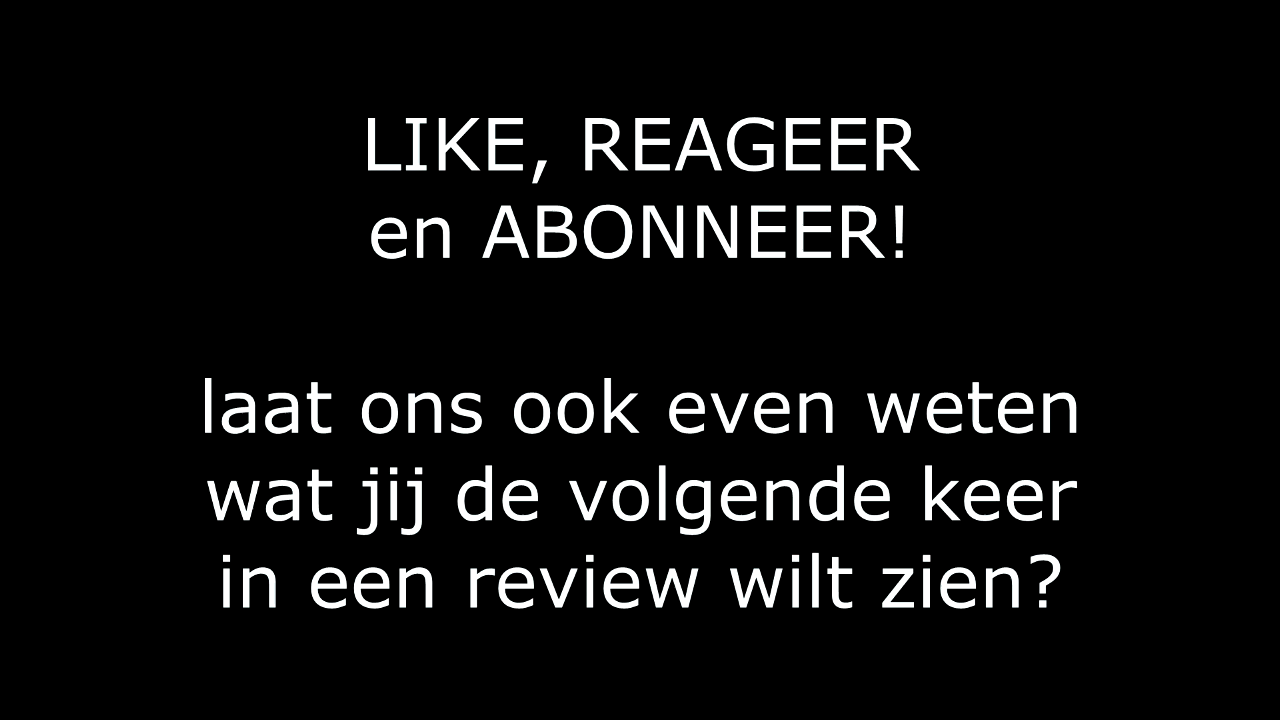 LIKE, REAGEER
en ABONNEER!
laat ons ook even weten
wat jij de volgende keer
in een review wilt zien?